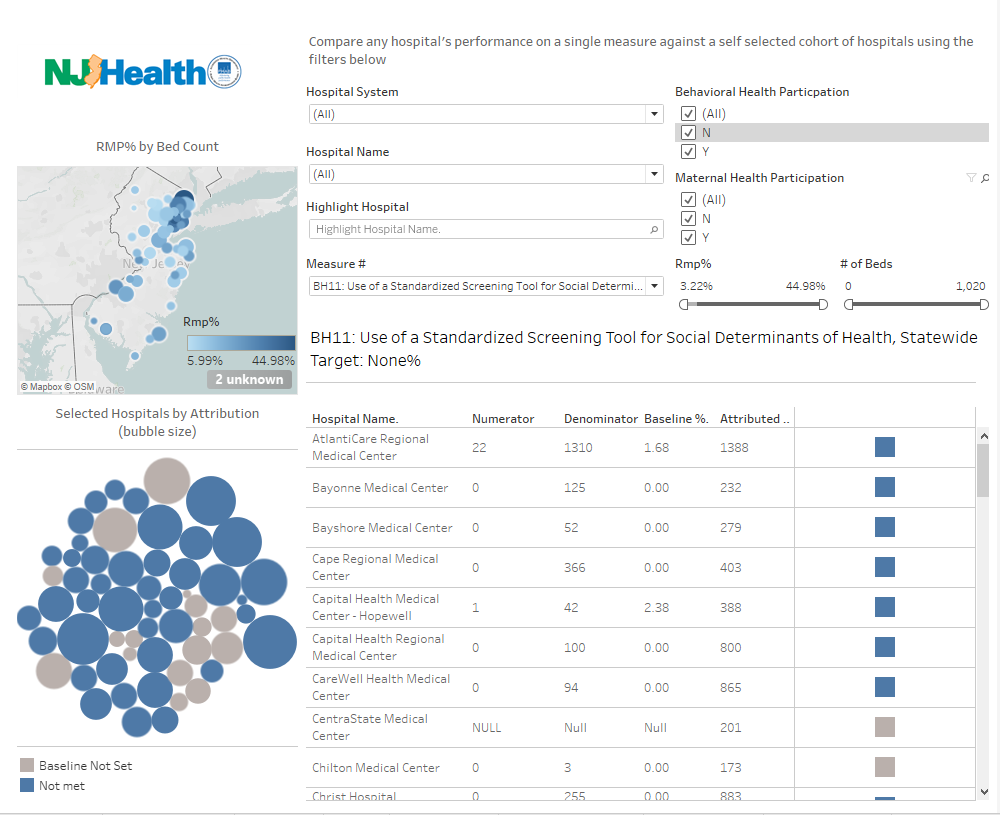 NJHealth
Compare any hospital's performance on a single measure against a self selected cohort of hospitals using the
filters below
Hospital System
(All)
Hospital Name
(All)
Highlight Hospital
Highlight Hospital Name.
Measure #
BH11: Use of a Standardized Screening Tool for Social Determi...
Behavioral Health Particpation
(All)
N
Y
Maternal Health Participation
(All)
N
Y
Rmp%
3.22%
44.98%
# of Beds
0
1,020
RMP% by Bed Count
Rmp%
5.99%
44.98%
2 unknown
© Mapbox © OSM
BH11: Use of a Standardized Screening Tool for Social Determinants of Health, Statewide
Target: None%
Selected Hospitals by Attribution
(bubble size)
Baseline Not Set
Not met
Hospital Name. Numerator Denominator Baseline %. Attributed ..
AtlantiCare Regional
Medical Center 22 1310 1.68 1388
Bayonne Medical Center 0 125 0.00 232
Bayshore Medical Center 0 52 0.00 279
Cape Regional Medical
Center 0 366 0.00 403
Capital Health Medical
Center - Hopewell 1 42 2.38 388
Capital Health Regional
Medical Center 0 100 0.00 800
CareWell Health Medical
Center 0 94 0.00 865
CentraState Medical
Center NULL Null Null 201
Chilton Medical Center 0 3 0.00 173
Christ Hospital 0 255 0.00 883